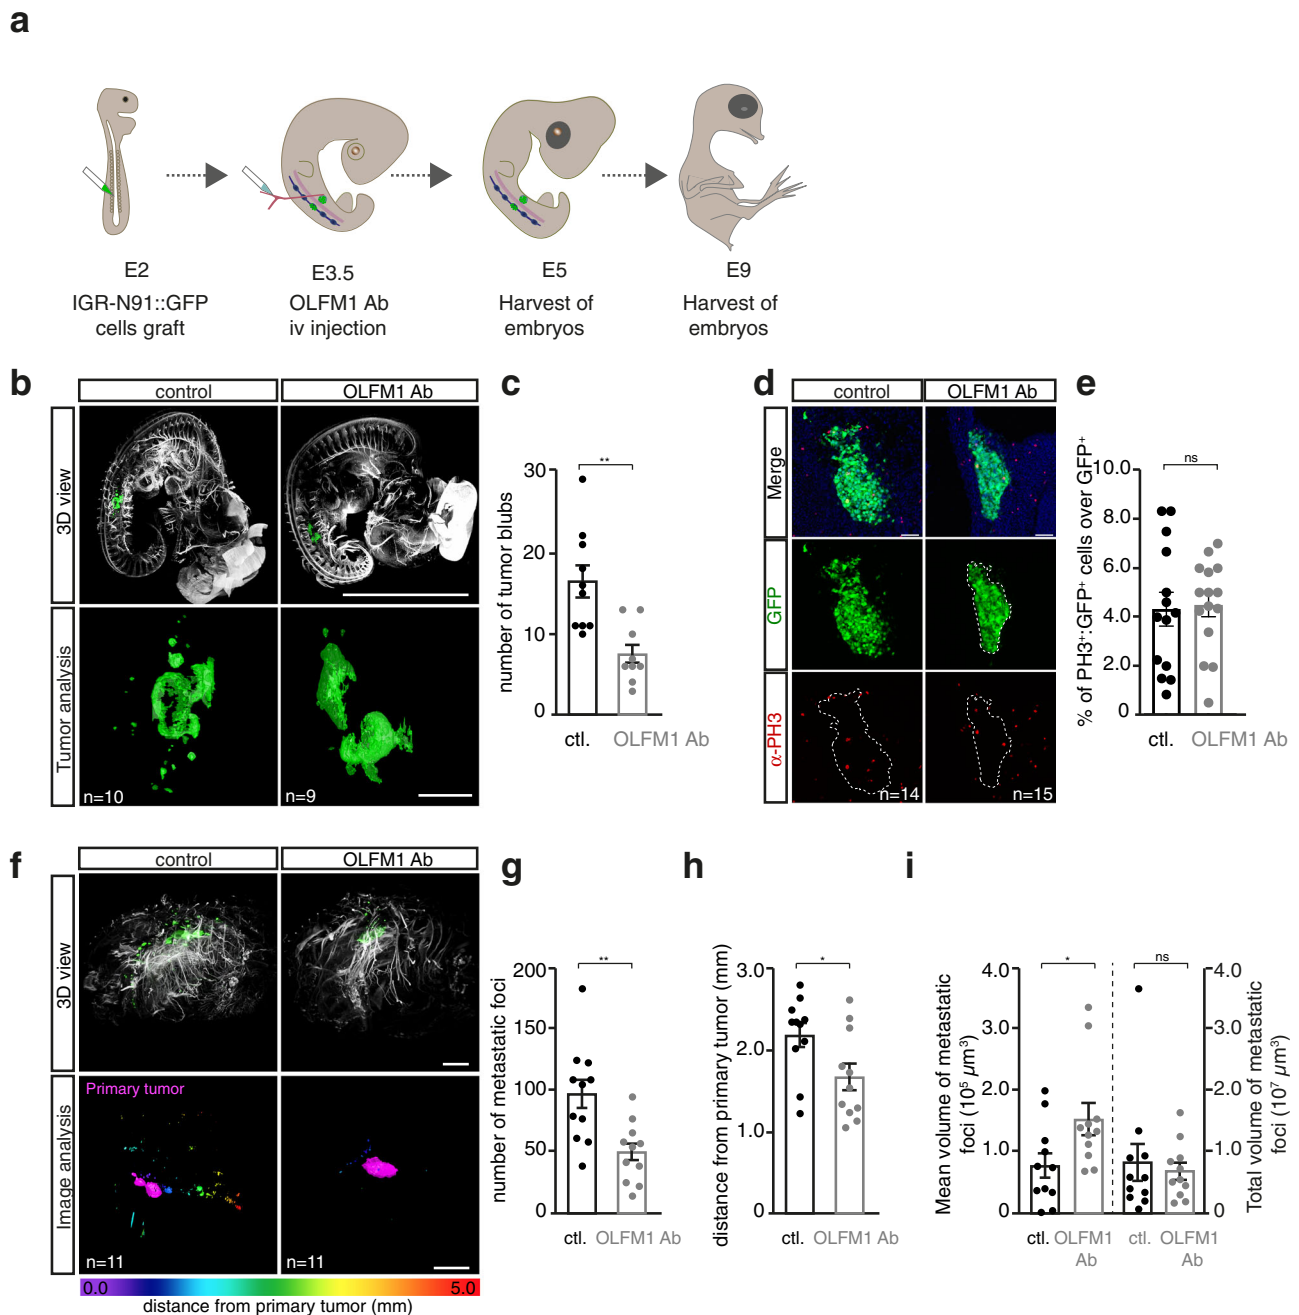 a
E2
IGR-N91::GFP
cells graft
E3.5
OLFM1 Ab
iv injection
E5
Harvest of
embryos
E9
Harvest of
embryos
b
control
OLFM1 Ab
3D view
Tumor analysis
n=10
n=9
c
number of tumor blubs
30
20
10
0
**
ctl.
OLFM1 Ab
d
control
OLFM1 Ab
Merge
GFP
α-PH3
n=14
n=15
e
% of PH3⁺::GFP⁺ cells over GFP⁺
10.0
8.0
6.0
4.0
2.0
0
ns
ctl.
OLFM1 Ab
f
control
OLFM1 Ab
3D view
Image analysis
Primary tumor
n=11
n=11
0.0
5.0
distance from primary tumor (mm)
g
number of metastatic foci
200
150
100
50
0
**
ctl.
OLFM1 Ab
h
distance from primary tumor (mm)
3.0
2.0
1.0
0
*
ctl.
OLFM1 Ab
i
Mean volume of metastatic
foci (10⁵ µm³)
4.0
3.0
2.0
1.0
0
*
ns
4.0
3.0
2.0
1.0
0
Total volume of metastatic
foci (10⁷ µm³)
ctl.
OLFM1
Ab
ctl.
OLFM1
Ab